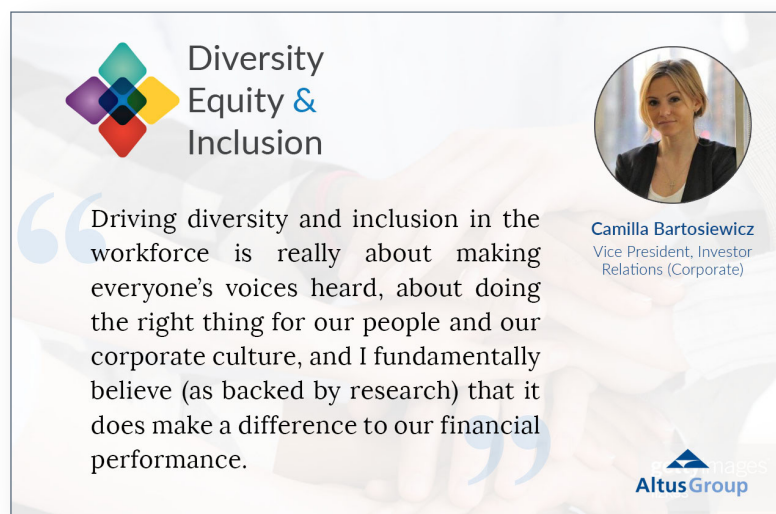 Diversity
Equity &
Inclusion
“
Driving diversity and inclusion in the
workforce is really about making
everyone’s voices heard, about doing
the right thing for our people and our
corporate culture, and I fundamentally
believe (as backed by research) that it
does make a difference to our financial
performance.
”
Camilla Bartosiewicz
Vice President, Investor
Relations (Corporate)
AltusGroup